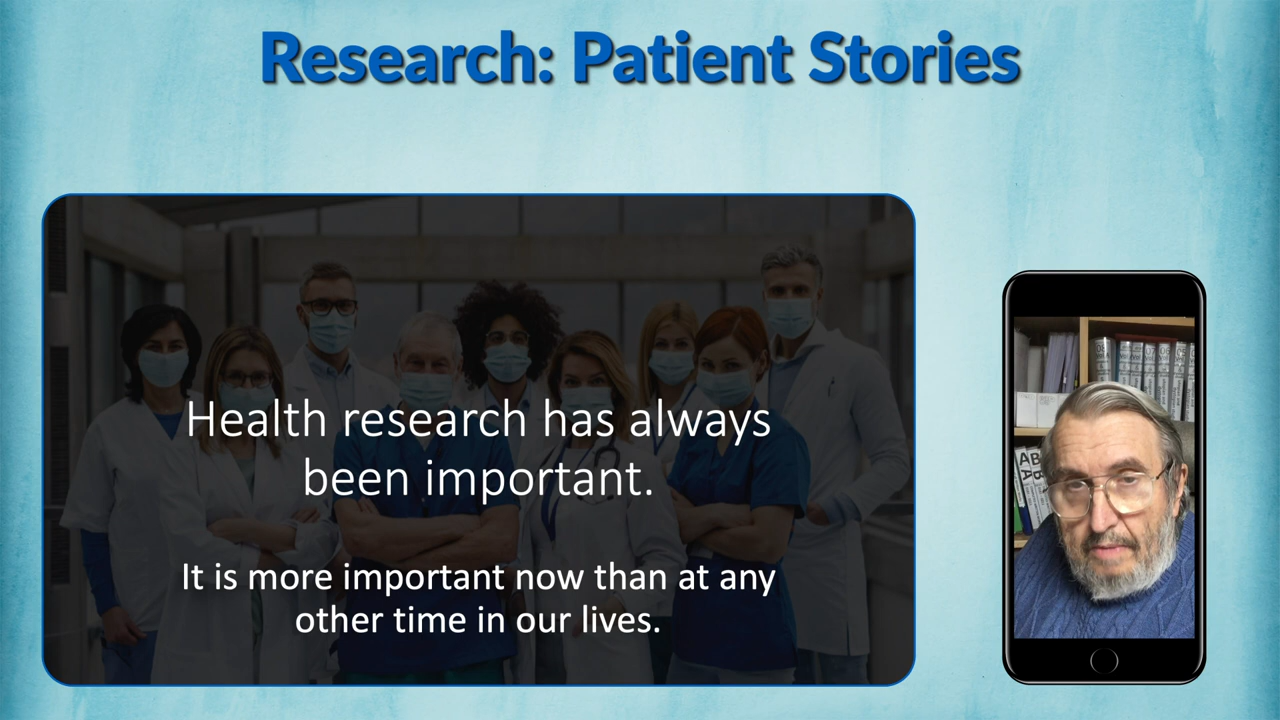 Research: Patient Stories
Health research has always
been important.
It is more important now than at any
other time in our lives.